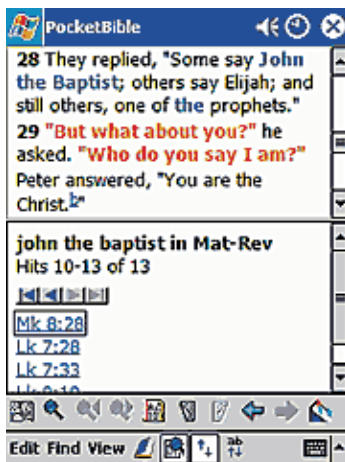 PocketBible
28 They replied, "Some say John
the Baptist; others say Elijah; and
still others, one of the prophets."
29 "But what about you?" he
asked. "Who do you say I am?"
Peter answered, "You are the
Christ.b"
john the baptist in Mat-Rev
Hits 10-13 of 13
Mk 8:28
Lk 7:28
Lk 7:33
Lk 9:19
Edit Find View